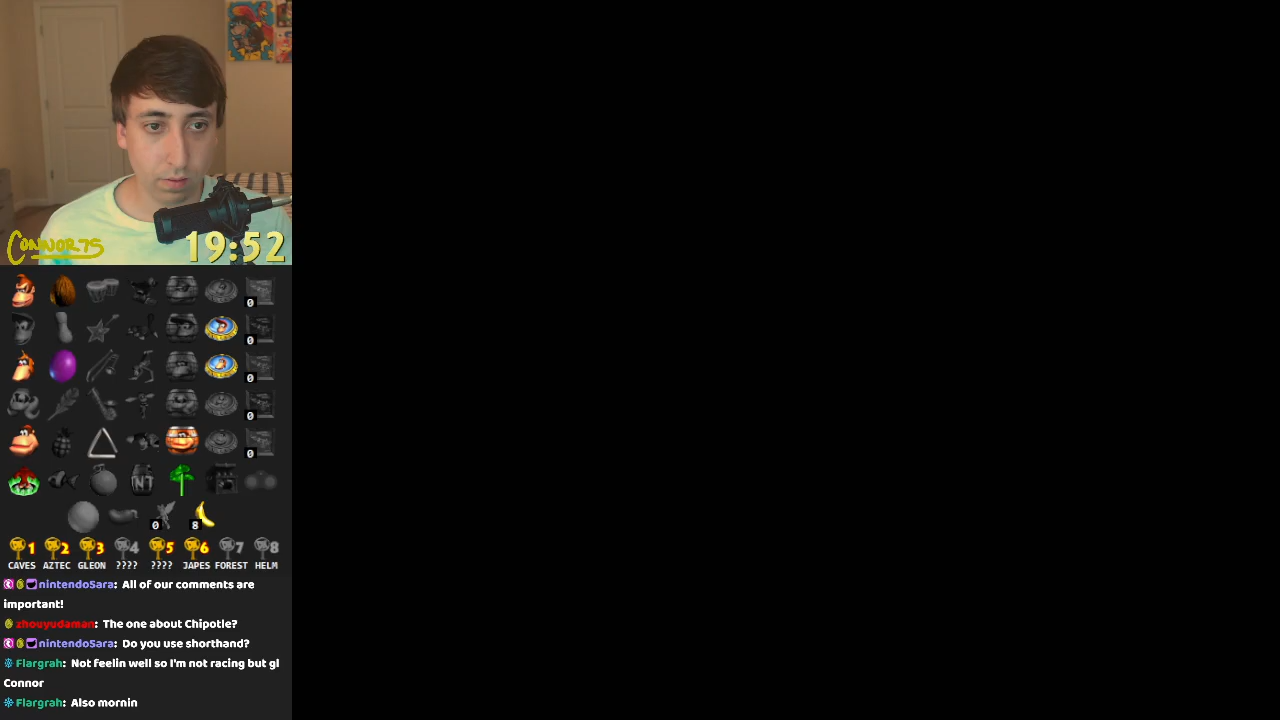 CONNOR75
19:52
0
0
0
0
0
NT
0 8
1 2 3 4 5 6 7 8
CAVES AZTEC GLEON ???? ???? JAPES FOREST HELM
nintendoSara: All of our comments are
important!
zhouyudaman: The one about Chipotle?
nintendoSara: Do you use shorthand?
Flargrah: Not feelin well so I'm not racing but gl
Connor
Flargrah: Also mornin